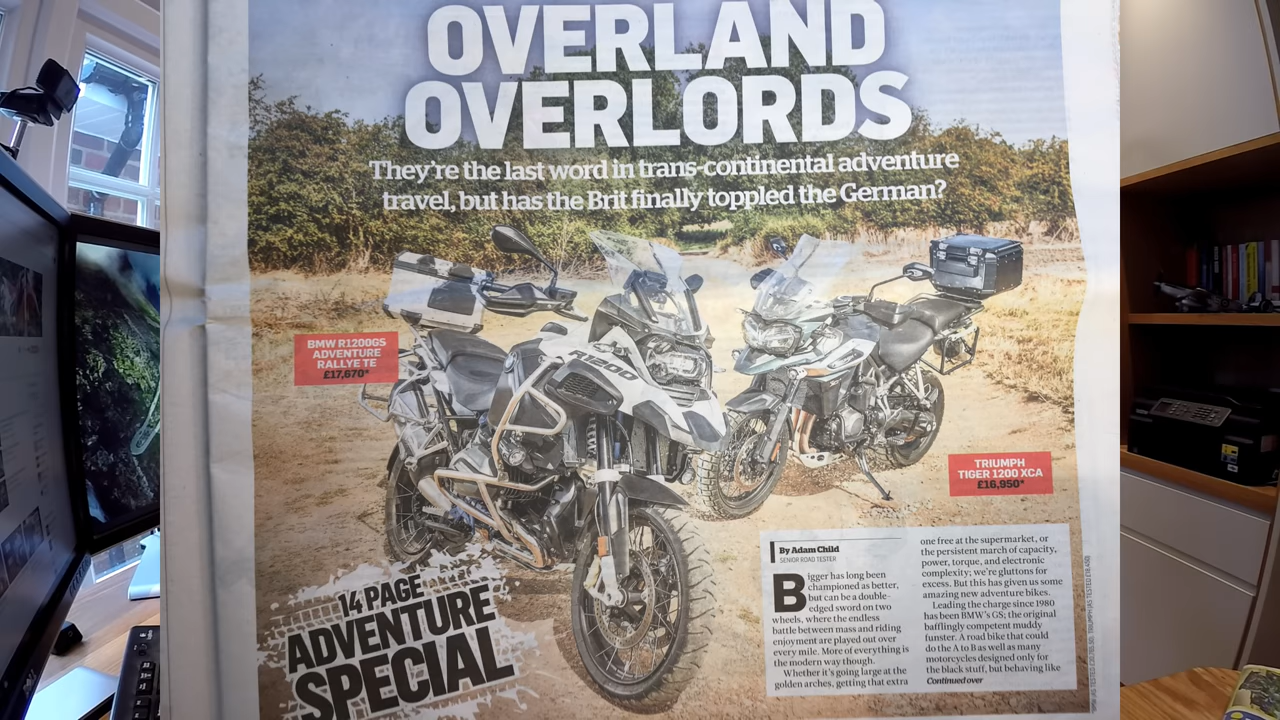 OVERLAND
OVERLORDS
They're the last word in trans-continental adventure
travel, but has the Brit finally toppled the German?
BMW R1200GS
ADVENTURE
RALLYE TE
£17,670*
R1200
TRIUMPH
TIGER 1200 XCA
£16,950*
14 PAGE
ADVENTURE
SPECIAL
By Adam Child
SENIOR ROAD TESTER
Bigger has long been
championed as better,
but can be a double-
edged sword on two
wheels, where the endless
battle between mass and riding
enjoyment are played out over
every mile. More of everything is
the modern way though.
Whether it's going large at the
golden arches, getting that extra
one free at the supermarket, or
the persistent march of capacity,
power, torque, and electronic
complexity; we're gluttons for
excess. But this has given us some
amazing new adventure bikes.
Leading the charge since 1980
has been BMW's GS; the original
bafflingly competent muddy
funster. A road bike that could
do the A to B as well as many
motorcycles designed only for
the black stuff, but behaving like
Continued over